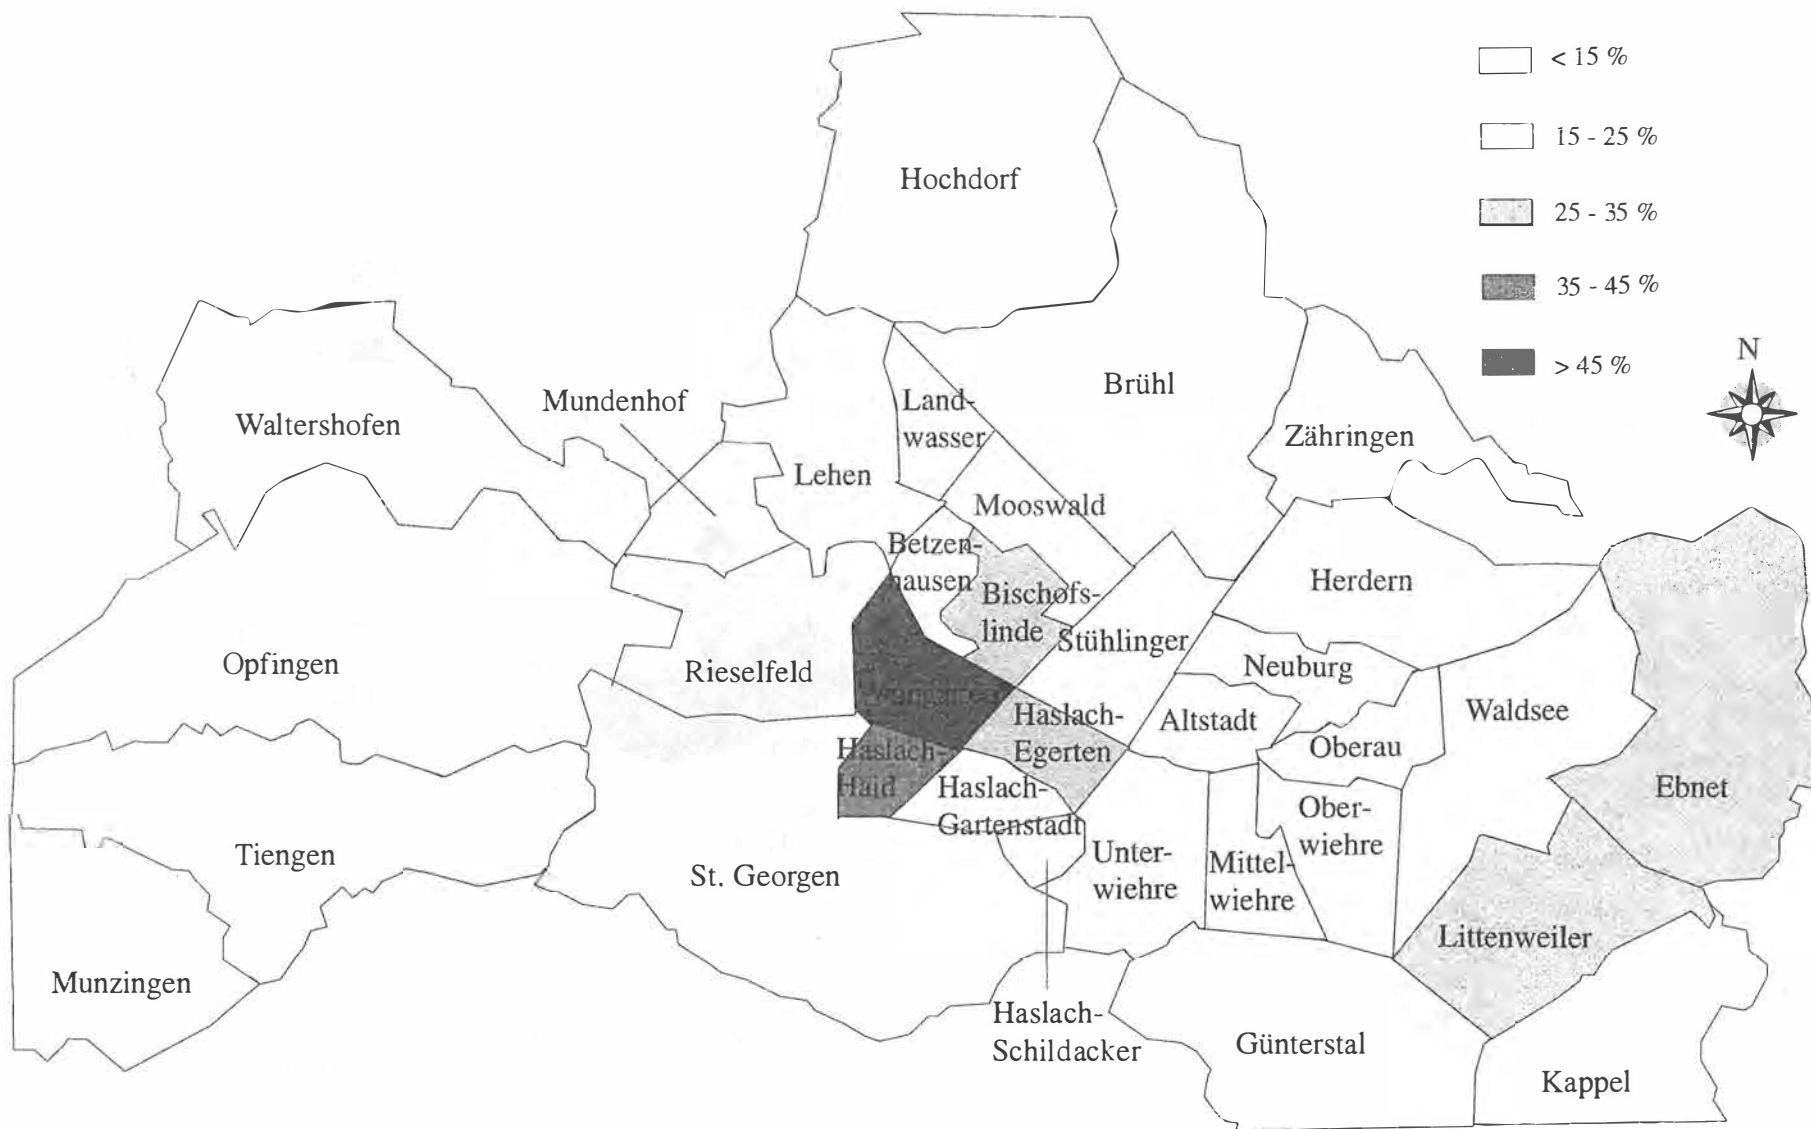 < 15 %
15 - 25 %
25 - 35 %
35 - 45 %
> 45 %
N
Hochdorf
Brühl
Zähringen
Waltershofen
Mundenhof
Land-
wasser
Lehen
Mooswald
Betzen-
hausen
Bischofs-
linde
Herdern
Opfingen
Rieselfeld
Stühlinger
Neuburg
Waldsee
Haslach-
Egerten
Altstadt
Oberau
Haslach-
Haid
Haslach-
Gartenstadt
Ebnet
Ober-
wiehre
Tiengen
St. Georgen
Unter-
wiehre
Mittel-
wiehre
Littenweiler
Munzingen
Haslach-
Schildacker
Günterstal
Kappel